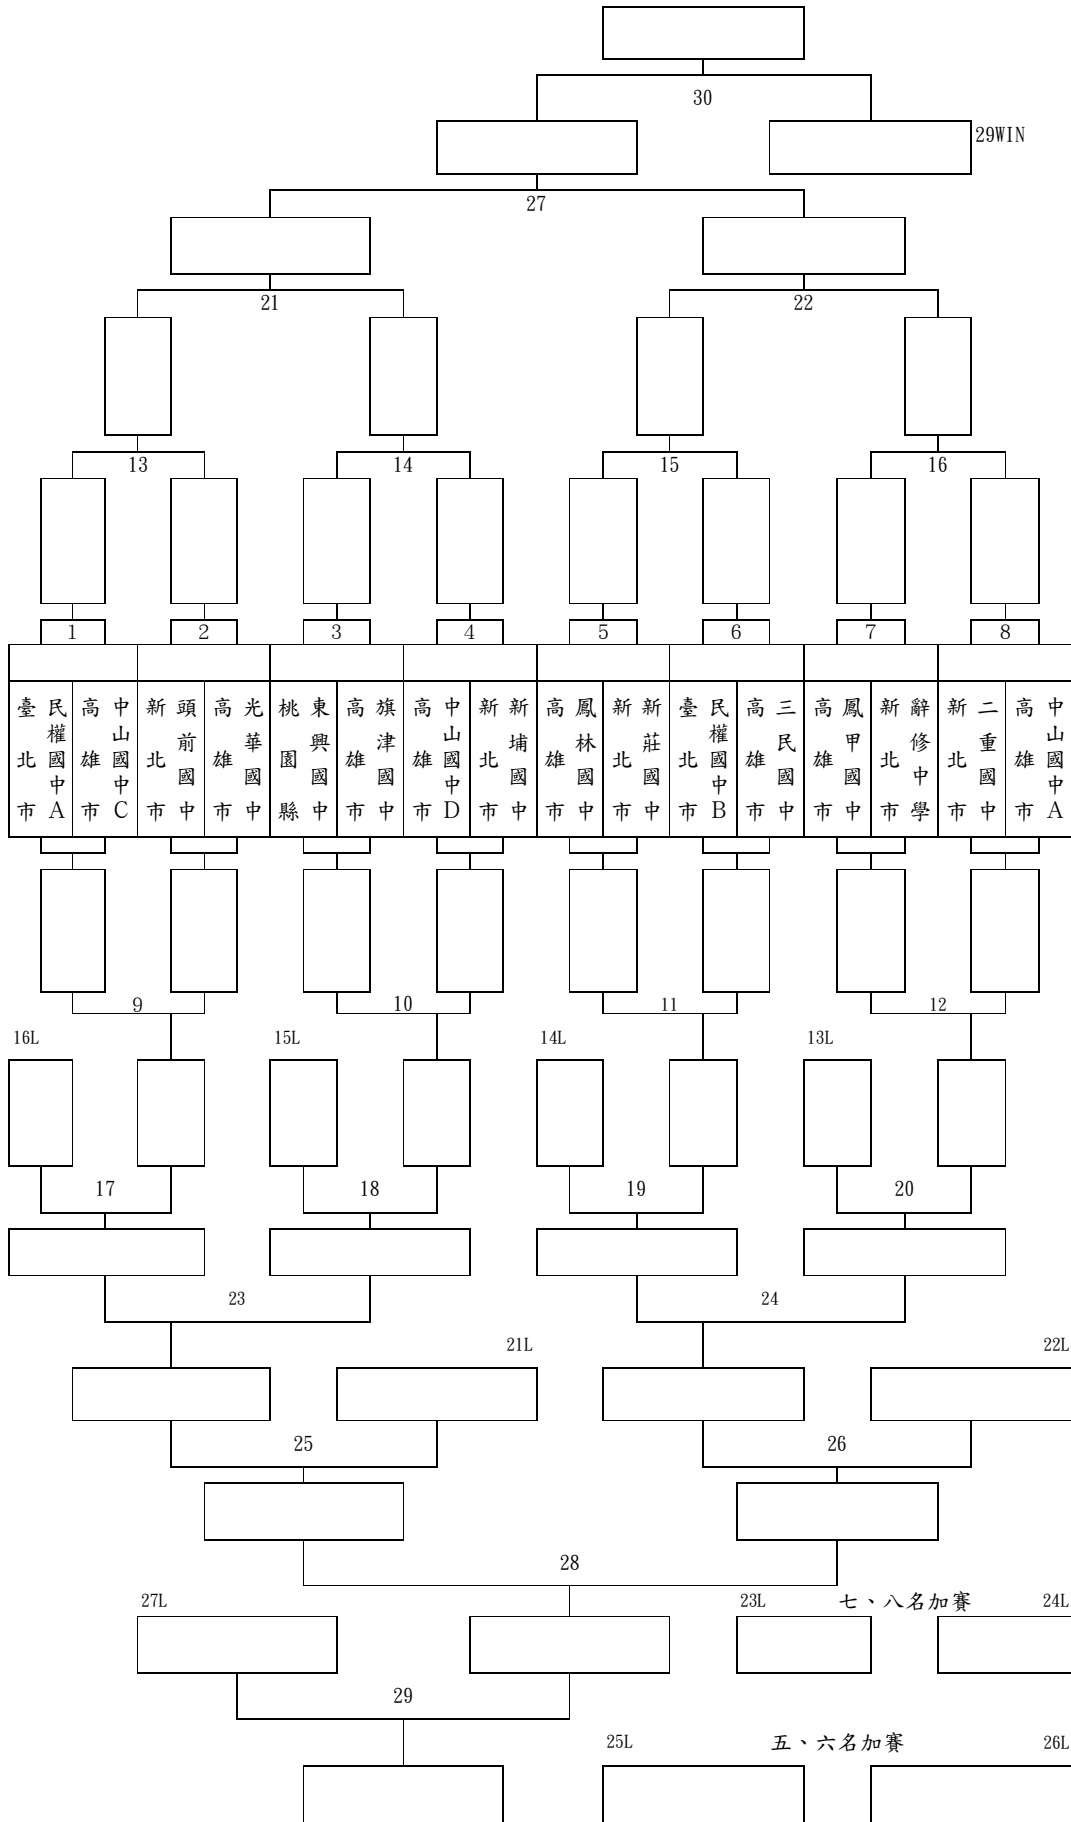 30
29WIN
27
21
22
13
14
15
16
1
2
3
4
5
6
7
8
臺北市 民權國中A
高雄市 中山國中C
新北市 頭前國中
高雄市 光華國中
桃園縣 東興國中
高雄市 旗津國中
高雄市 中山國中D
新北市 新埔國中
高雄市 鳳林國中
新北市 新莊國中
臺北市 民權國中B
高雄市 三民國中
高雄市 鳳甲國中
新北市 辭修中學
新北市 二重國中
高雄市 中山國中A
9
10
11
12
16L
15L
14L
13L
17
18
19
20
23
24
21L
22L
25
26
28
27L
23L
七、八名加賽
24L
29
25L
五、六名加賽
26L